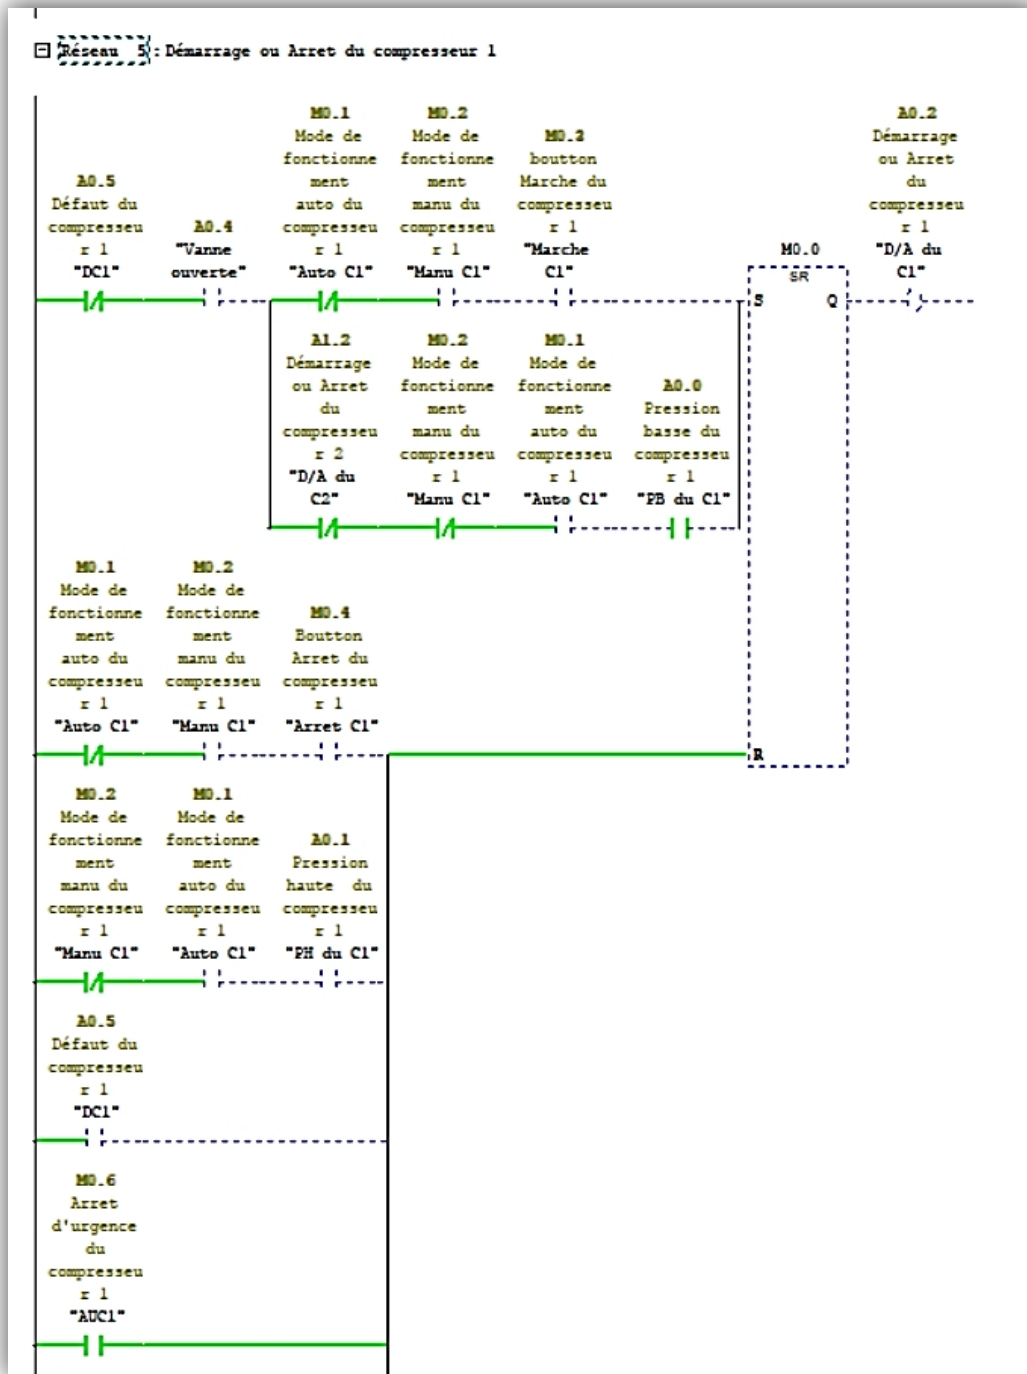 Réseau 5 : Démarrage ou Arret du compresseur 1
A0.5
Défaut du
compresseu
r 1
"DC1"
A0.4
"Vanne
ouverte"
M0.1
Mode de
fonctionne
ment
auto du
compresseu
r 1
"Auto C1"
M0.2
Mode de
fonctionne
ment
manu du
compresseu
r 1
"Manu C1"
M0.3
boutton
Marche du
compresseu
r 1
"Marche
C1"
M0.0
SR
S
Q
R
A0.2
Démarrage
ou Arret
du
compresseu
r 1
"D/A du
C1"
A1.2
Démarrage
ou Arret
du
compresseu
r 2
"D/A du
C2"
M0.2
Mode de
fonctionne
ment
manu du
compresseu
r 1
"Manu C1"
M0.1
Mode de
fonctionne
ment
auto du
compresseu
r 1
"Auto C1"
A0.0
Pression
basse du
compresseu
r 1
"PB du C1"
M0.1
Mode de
fonctionne
ment
auto du
compresseu
r 1
"Auto C1"
M0.2
Mode de
fonctionne
ment
manu du
compresseu
r 1
"Manu C1"
M0.4
Boutton
Arret du
compresseu
r 1
"Arret C1"
M0.2
Mode de
fonctionne
ment
manu du
compresseu
r 1
"Manu C1"
M0.1
Mode de
fonctionne
ment
auto du
compresseu
r 1
"Auto C1"
A0.1
Pression
haute du
compresseu
r 1
"PH du C1"
A0.5
Défaut du
compresseu
r 1
"DC1"
M0.6
Arret
d'urgence
du
compresseu
r 1
"AUC1"